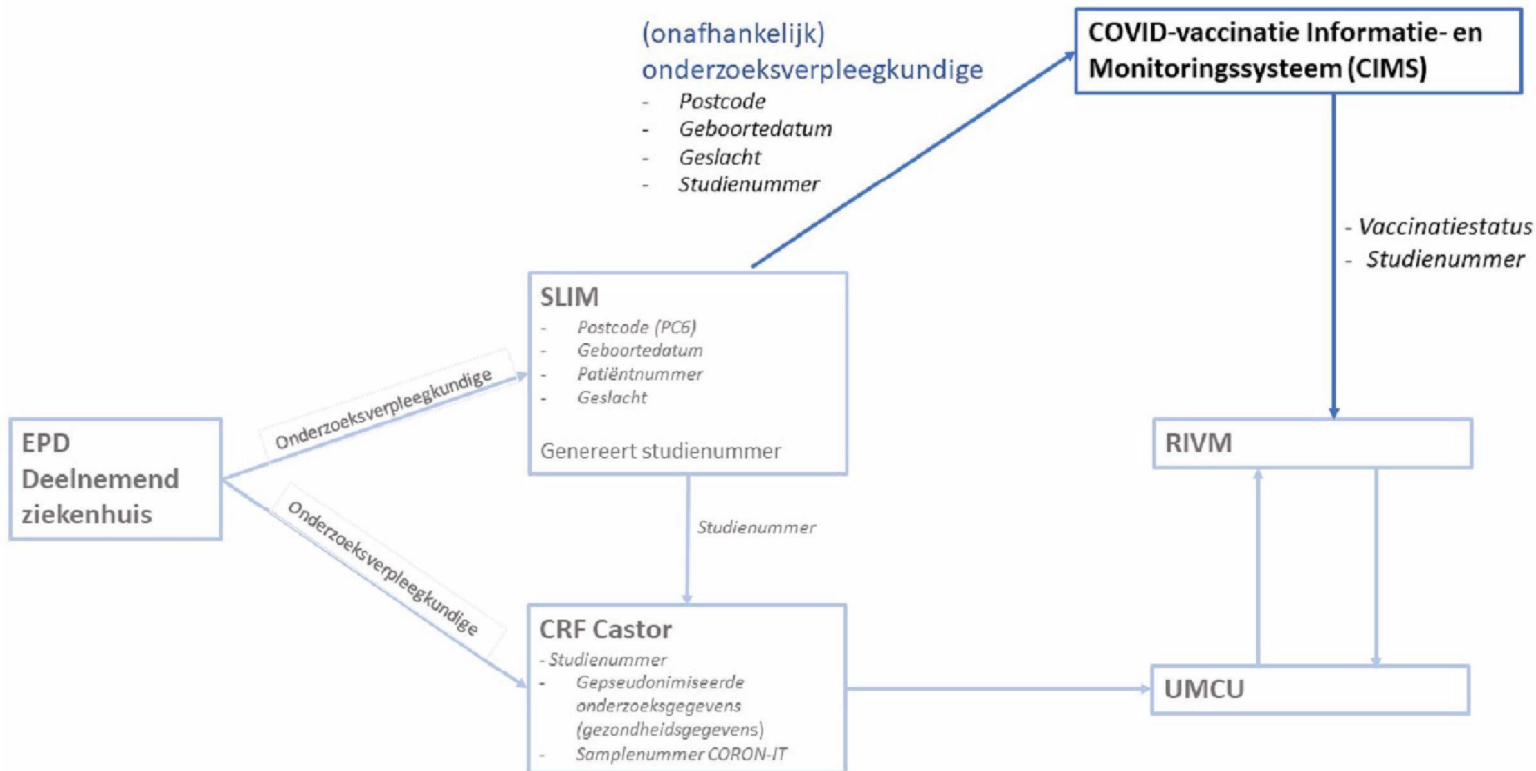 (onafhankelijk)
onderzoeksverpleegkundige
- Postcode
- Geboortedatum
- Geslacht
- Studienummer
COVID-vaccinatie Informatie- en
Monitoringssysteem (CIMS)
- Vaccinatiestatus
- Studienummer
SLIM
- Postcode (PC6)
- Geboortedatum
- Patiëntnummer
- Geslacht
Genereert studienummer
Onderzoeksverpleegkundige
EPD
Deelnemend
ziekenhuis
Onderzoeksverpleegkundige
Studienummer
RIVM
CRF Castor
- Studienummer
- Gepseudonimiseerde
onderzoeksgegevens
(gezondheidsgegevens)
- Samplenummer CORON-IT
UMCU